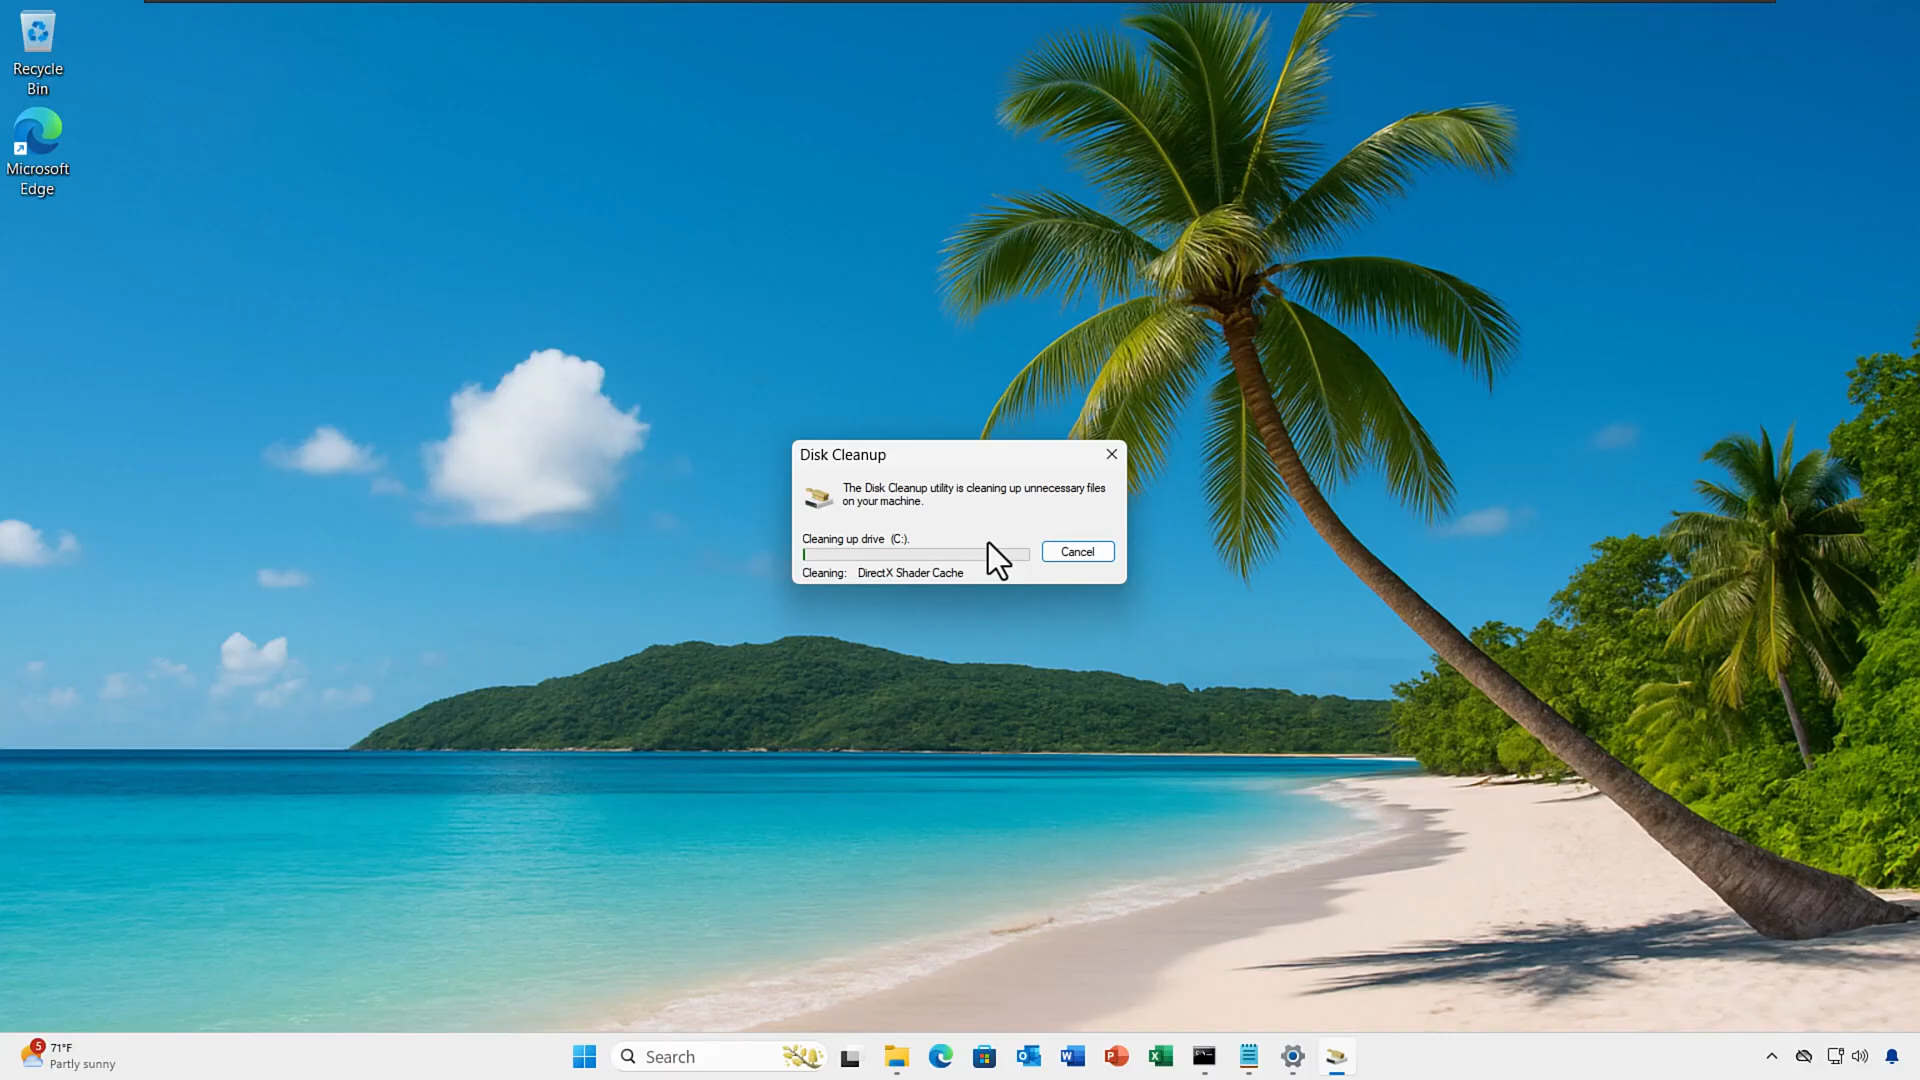 Recycle
Bin
Microsoft
Edge
Disk Cleanup
The Disk Cleanup utility is cleaning up unnecessary files
on your machine.
Cleaning up drive (C:).
Cancel
Cleaning: DirectX Shader Cache
5
71°F
Partly sunny
Search